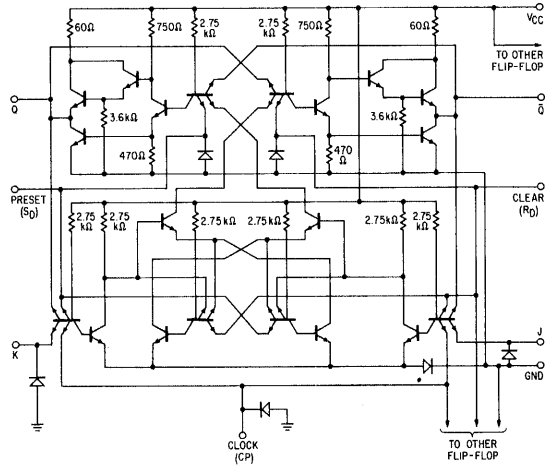 60Ω 750Ω 2.75 kΩ 2.75 kΩ 750Ω 60Ω
VCC
TO OTHER FLIP-FLOP
Q
Q̄
3.6kΩ
3.6kΩ
470Ω
470 Ω
PRESET (SD)
CLEAR (RD)
2.75 kΩ 2.75 kΩ 2.75kΩ 2.75kΩ 2.75kΩ 2.75 kΩ
K
J
GND
CLOCK (CP)
TO OTHER FLIP-FLOP